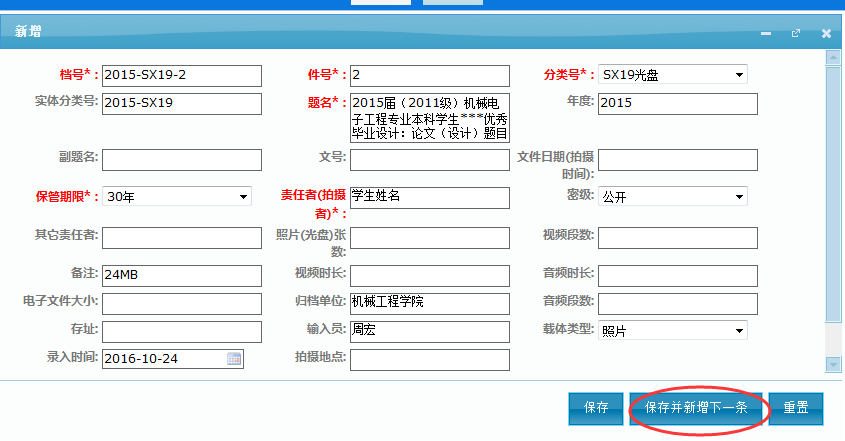 新增
档号*： 2015-SX19-2 件号*： 2 分类号*： SX19光盘
实体分类号: 2015-SX19 题名*： 2015届（2011级）机械电 年度: 2015
子工程专业本科学生***优秀
毕业设计：论文（设计）题目
副题名: 文号: 文件日期(拍摄
时间):
保管期限*： 30年 责任者(拍摄 学生姓名 密级: 公开
者)*：
其它责任者: 照片(光盘)张 视频段数:
数:
备注: 24MB 视频时长: 音频时长:
电子文件大小: 归档单位: 机械工程学院 音频段数:
存址: 输入员: 周宏 载体类型: 照片
录入时间: 2016-10-24 拍摄地点:
保存 保存并新增下一条 重置